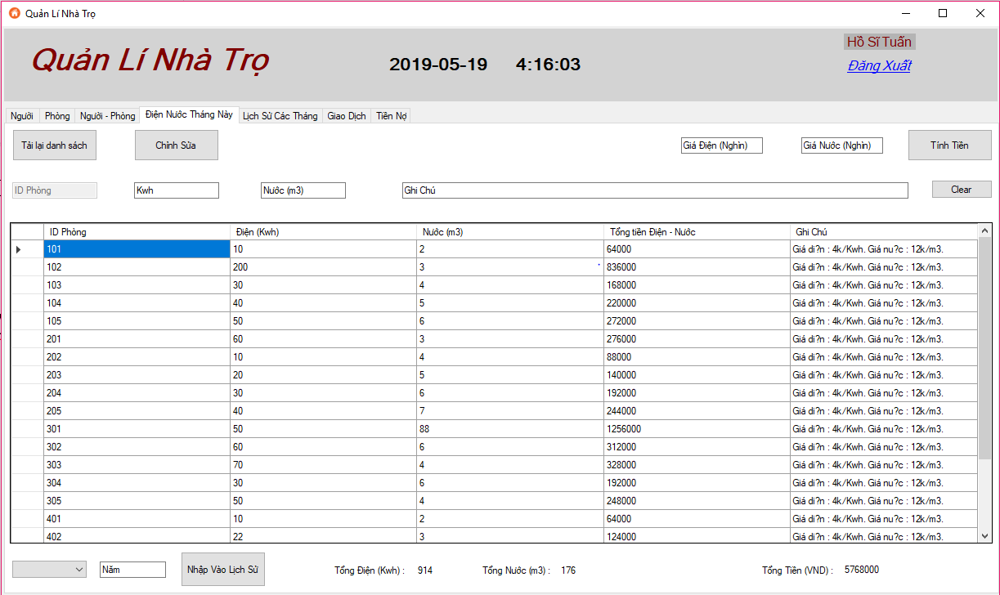 Quản Lí Nhà Trọ
Quản Lí Nhà Trọ
2019-05-19 4:16:03
Hồ Sĩ Tuấn
Đăng Xuất
Người Phòng Người - Phòng Điện Nước Tháng Này Lịch Sử Các Tháng Giao Dịch Tiền Nợ
Tải lại danh sách Chỉnh Sửa Giá Điện (Nghìn) Giá Nước (Nghìn) Tính Tiền
ID Phòng Kwh Nước (m3) Ghi Chú Clear
ID Phòng Điện (Kwh) Nước (m3) Tổng tiền Điện - Nước Ghi Chú
101 10 2 64000 Giá di?n : 4k/Kwh. Giá nu?c : 12k/m3.
102 200 3 836000 Giá di?n : 4k/Kwh. Giá nu?c : 12k/m3.
103 30 4 168000 Giá di?n : 4k/Kwh. Giá nu?c : 12k/m3.
104 40 5 220000 Giá di?n : 4k/Kwh. Giá nu?c : 12k/m3.
105 50 6 272000 Giá di?n : 4k/Kwh. Giá nu?c : 12k/m3.
201 60 3 276000 Giá di?n : 4k/Kwh. Giá nu?c : 12k/m3.
202 10 4 88000 Giá di?n : 4k/Kwh. Giá nu?c : 12k/m3.
203 20 5 140000 Giá di?n : 4k/Kwh. Giá nu?c : 12k/m3.
204 30 6 192000 Giá di?n : 4k/Kwh. Giá nu?c : 12k/m3.
205 40 7 244000 Giá di?n : 4k/Kwh. Giá nu?c : 12k/m3.
301 50 88 1256000 Giá di?n : 4k/Kwh. Giá nu?c : 12k/m3.
302 60 6 312000 Giá di?n : 4k/Kwh. Giá nu?c : 12k/m3.
303 70 4 328000 Giá di?n : 4k/Kwh. Giá nu?c : 12k/m3.
304 30 6 192000 Giá di?n : 4k/Kwh. Giá nu?c : 12k/m3.
305 50 4 248000 Giá di?n : 4k/Kwh. Giá nu?c : 12k/m3.
401 10 2 64000 Giá di?n : 4k/Kwh. Giá nu?c : 12k/m3.
402 22 3 124000 Giá di?n : 4k/Kwh. Giá nu?c : 12k/m3.
Năm Nhập Vào Lịch Sử Tổng Điện (Kwh) : 914 Tổng Nước (m3) : 176 Tổng Tiền (VND) : 5768000